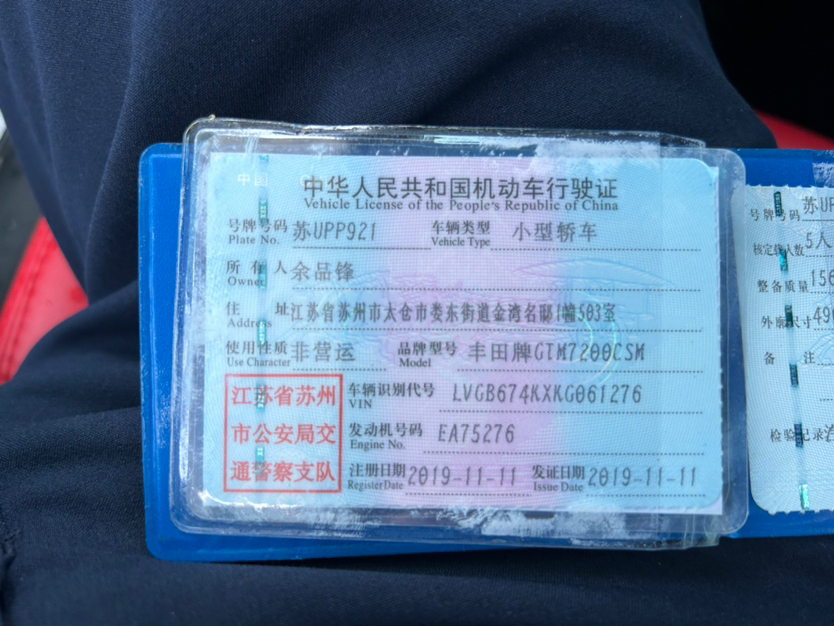 中国
中华人民共和国机动车行驶证
Vehicle License of the People's Republic of China
号牌号码 苏UPP921 车辆类型 小型轿车
Plate No. Vehicle Type
所有人 余品锋
Owner
住址 江苏省苏州市太仓市娄东街道金湾名邸1幢503室
Address
使用性质 非营运 品牌型号 丰田牌GTM7200CSM
Use Character Model
江苏省苏州
市公安局交
通警察支队
车辆识别代号 LVGB674KXKG061276
VIN
发动机号码 EA75276
Engine No.
注册日期 2019-11-11 发证日期 2019-11-11
Register Date Issue Date
号牌号码 苏UP
核定载人数 5人
整备质量 156
外廓尺寸 490
备注
检验记录